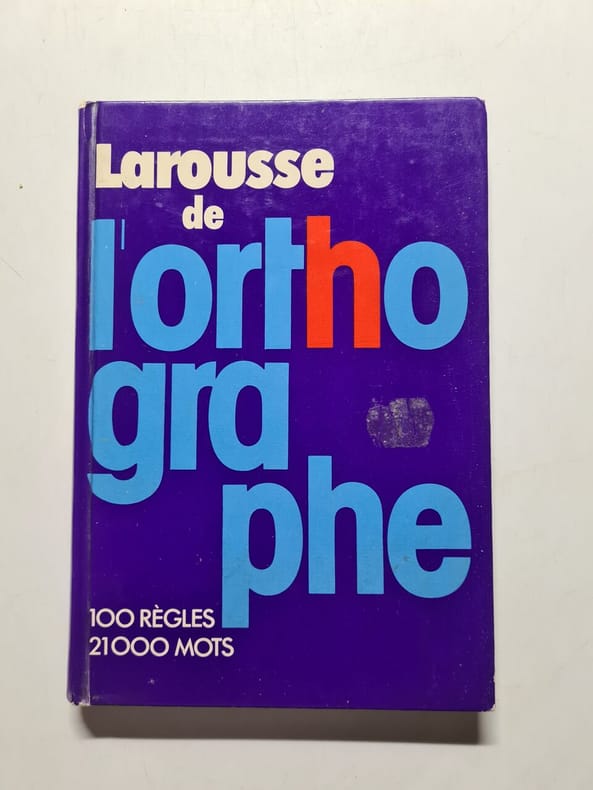 Larousse
de
l'ortho
gra
phe
100 RÈGLES
21000 MOTS